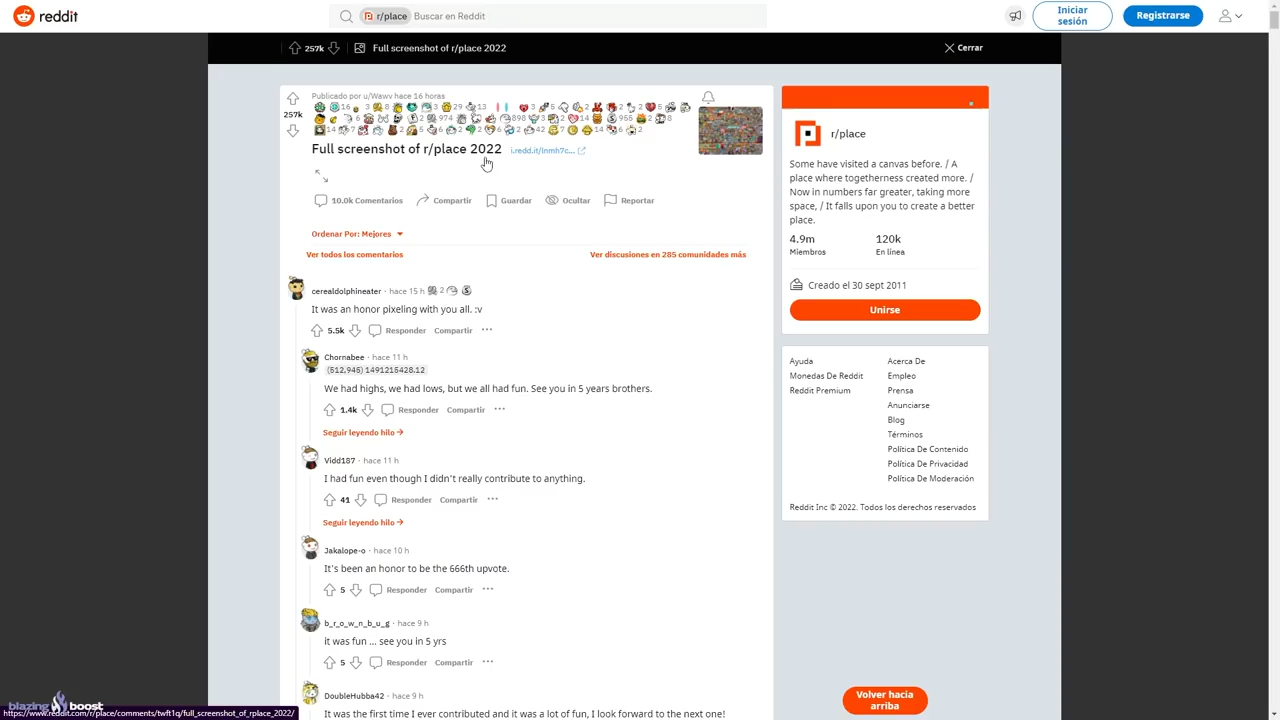 reddit
r/place
Buscar en Reddit
Iniciar
sesión
Registrarse
257k
Full screenshot of r/place 2022
Cerrar
Publicado por u/Wawv hace 16 horas
257k
Full screenshot of r/place 2022
i.redd.it/lnmh7c...
10.0k Comentarios
Compartir
Guardar
Ocultar
Reportar
Ordenar Por: Mejores
Ver todos los comentarios
Ver discusiones en 285 comunidades más
cerealdolphineater · hace 15 h
2
It was an honor pixeling with you all. :v
5.5k
Responder
Compartir
Chornabee · hace 11 h
(512,945) 1491215428.12
We had highs, we had lows, but we all had fun. See you in 5 years brothers.
1.4k
Responder
Compartir
Seguir leyendo hilo
Vidd187 · hace 11 h
I had fun even though I didn't really contribute to anything.
41
Responder
Compartir
Seguir leyendo hilo
Jakalope-o · hace 10 h
It's been an honor to be the 666th upvote.
5
Responder
Compartir
b_r_o_w_n_b_u_g · hace 9 h
it was fun ... see you in 5 yrs
5
Responder
Compartir
DoubleHubba42 · hace 9 h
It was the first time I ever contributed and it was a lot of fun, I look forward to the next one!
r/place
Some have visited a canvas before. / A
place where togetherness created more. /
Now in numbers far greater, taking more
space, / It falls upon you to create a better
place.
4.9m
120k
Miembros
En línea
Creado el 30 sept 2011
Unirse
Ayuda
Acerca De
Monedas De Reddit
Empleo
Reddit Premium
Prensa
Anunciarse
Blog
Términos
Política De Contenido
Política De Privacidad
Política De Moderación
Reddit Inc © 2022. Todos los derechos reservados
Volver hacia
arriba
blazing boost
https://www.reddit.com/r/place/comments/twft1q/full_screenshot_of_rplace_2022/